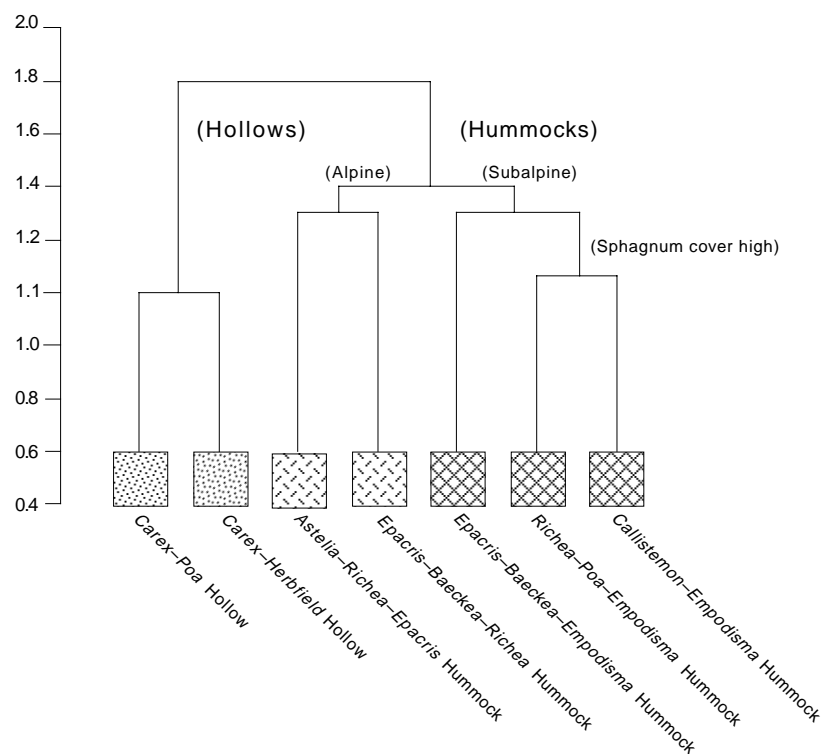 2.0
1.8
1.6
1.4
1.2
1.1
1.0
0.8
0.6
0.4
(Hollows)
(Hummocks)
(Alpine)
(Subalpine)
(Sphagnum cover high)
Carex–Poa Hollow
Carex–Herbfield Hollow
Astelia–Richea–Epacris Hummock
Epacris–Baeckea–Richea Hummock
Epacris–Baeckea–Empodisma Hummock
Richea–Poa–Empodisma Hummock
Callistemon–Empodisma Hummock